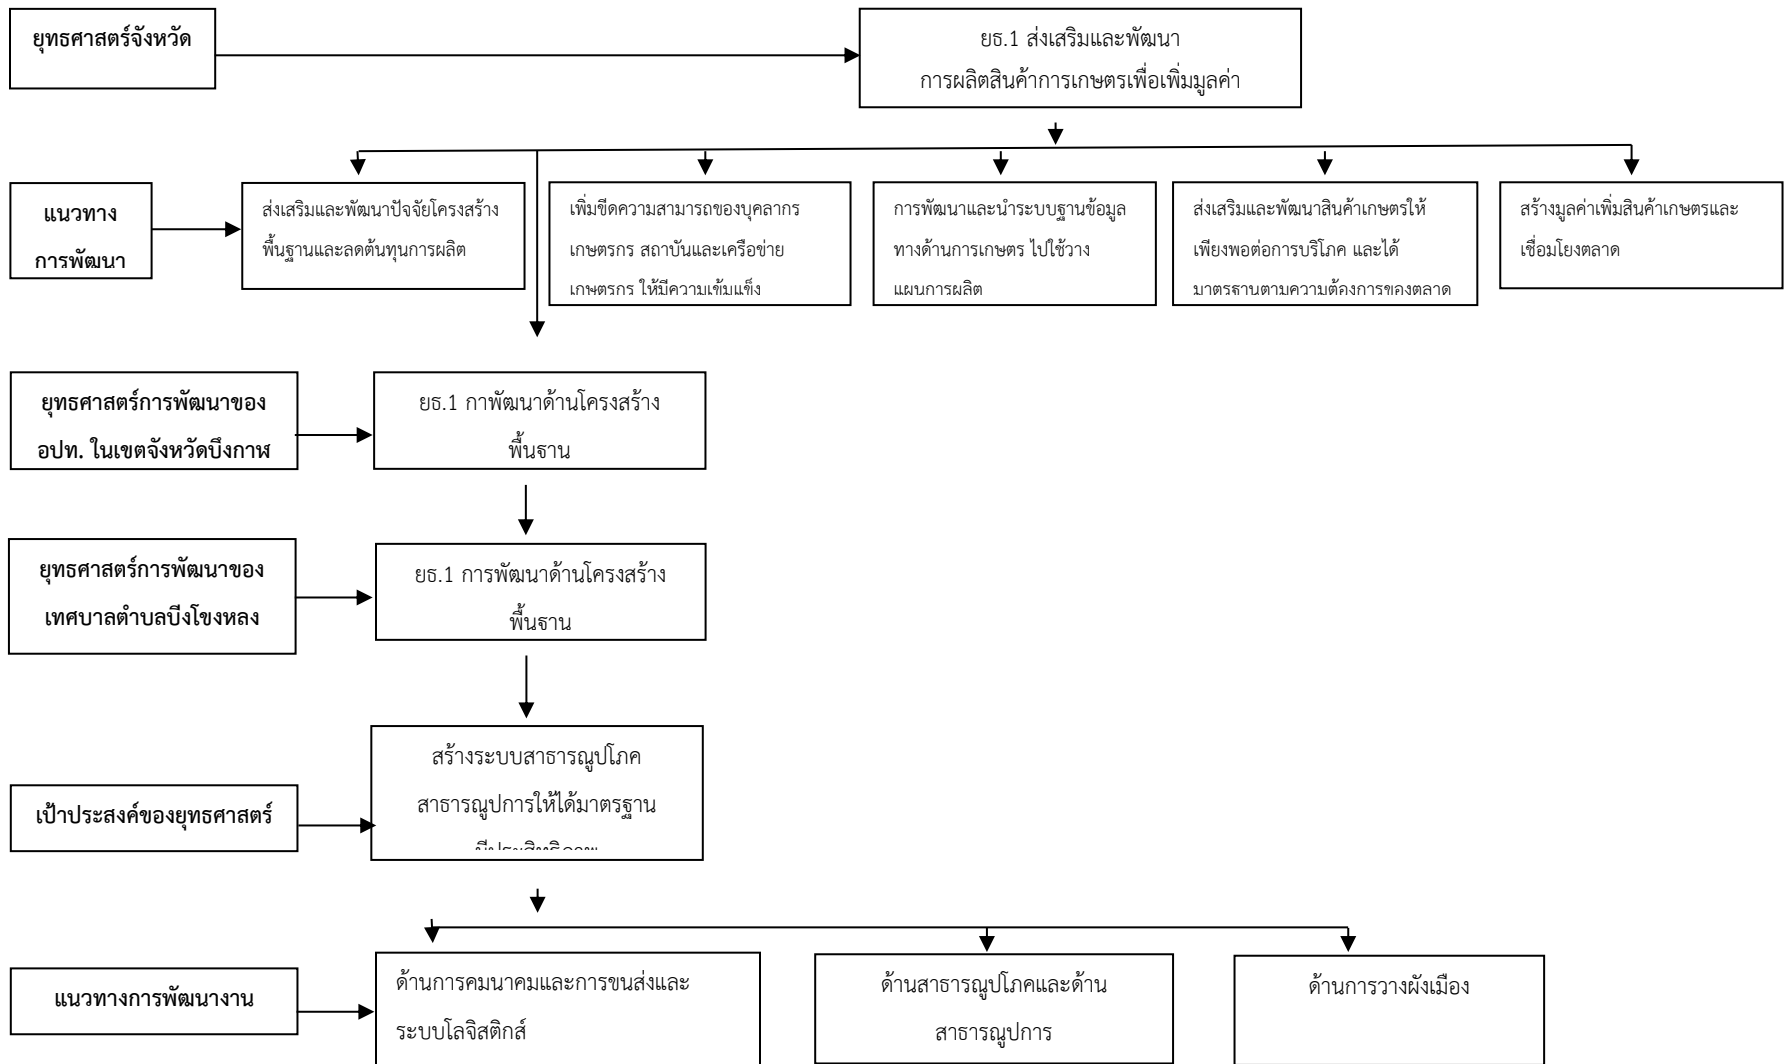 ยุทธศาสตร์จังหวัด
ยธ.1 ส่งเสริมและพัฒนา
การผลิตสินค้าการเกษตรเพื่อเพิ่มมูลค่า
แนวทาง
การพัฒนา
ส่งเสริมและพัฒนาปัจจัยโครงสร้าง
พื้นฐานและลดต้นทุนการผลิต
เพิ่มขีดความสามารถของบุคลากร
เกษตรกร สถาบันและเครือข่าย
เกษตรกร ให้มีความเข้มแข็ง
การพัฒนาและนำระบบฐานข้อมูล
ทางด้านการเกษตร ไปใช้วาง
แผนการผลิต
ส่งเสริมและพัฒนาสินค้าเกษตรให้
เพียงพอต่อการบริโภค และได้
มาตรฐานตามความต้องการของตลาด
สร้างมูลค่าเพิ่มสินค้าเกษตรและ
เชื่อมโยงตลาด
ยุทธศาสตร์การพัฒนาของ
อปท. ในเขตจังหวัดบึงกาฬ
ยธ.1 กาพัฒนาด้านโครงสร้าง
พื้นฐาน
ยุทธศาสตร์การพัฒนาของ
เทศบาลตำบลบึงโขงหลง
ยธ.1 การพัฒนาด้านโครงสร้าง
พื้นฐาน
เป้าประสงค์ของยุทธศาสตร์
สร้างระบบสาธารณูปโภค
สาธารณูปการให้ได้มาตรฐาน
มีประสิทธิภาพ
แนวทางการพัฒนางาน
ด้านการคมนาคมและการขนส่งและ
ระบบโลจิสติกส์
ด้านสาธารณูปโภคและด้าน
สาธารณูปการ
ด้านการวางผังเมือง